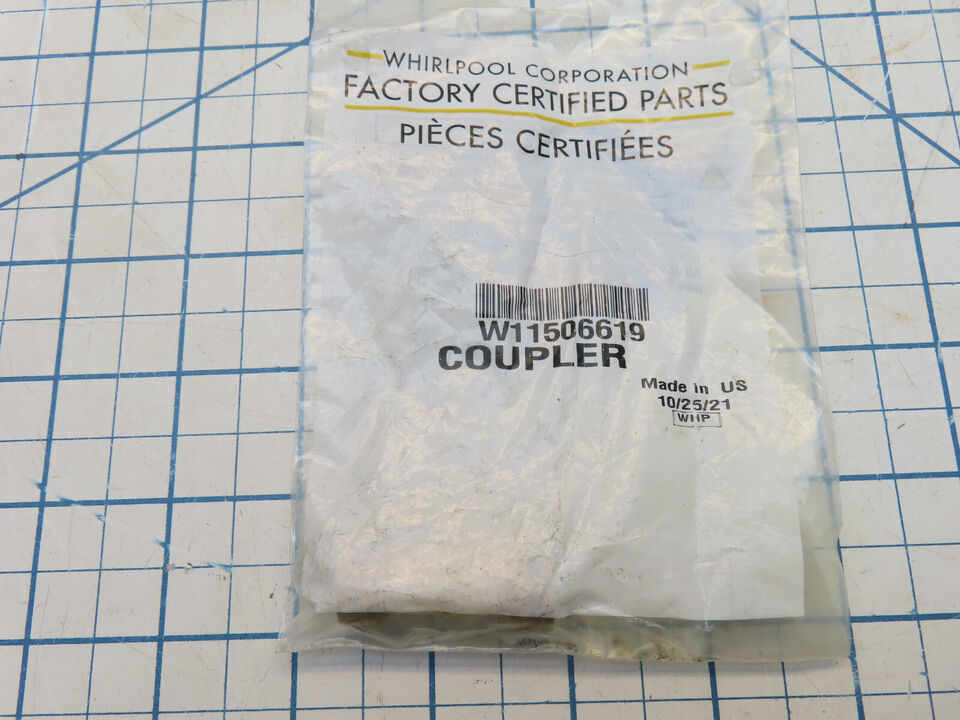 WHIRLPOOL CORPORATION
FACTORY CERTIFIED PARTS
PIÈCES CERTIFIÉES
W11506619
COUPLER
Made in US
10/25/21
WHP